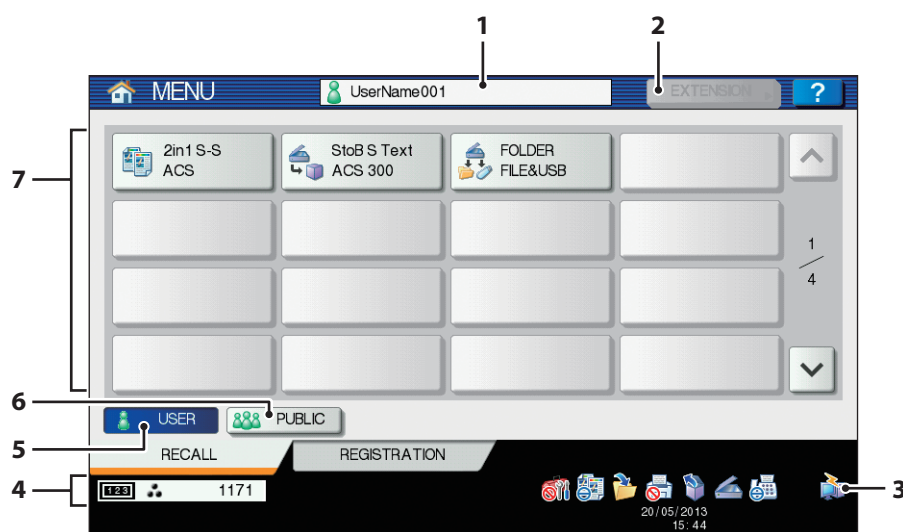 1 2
MENU UserName001 EXTENSION ?
7
2in1 S-S
ACS
StoB S Text
ACS 300
FOLDER
FILE&USB
1
4
6
USER PUBLIC
5
RECALL REGISTRATION
4 123 1171 3
20/05/2013
15:44